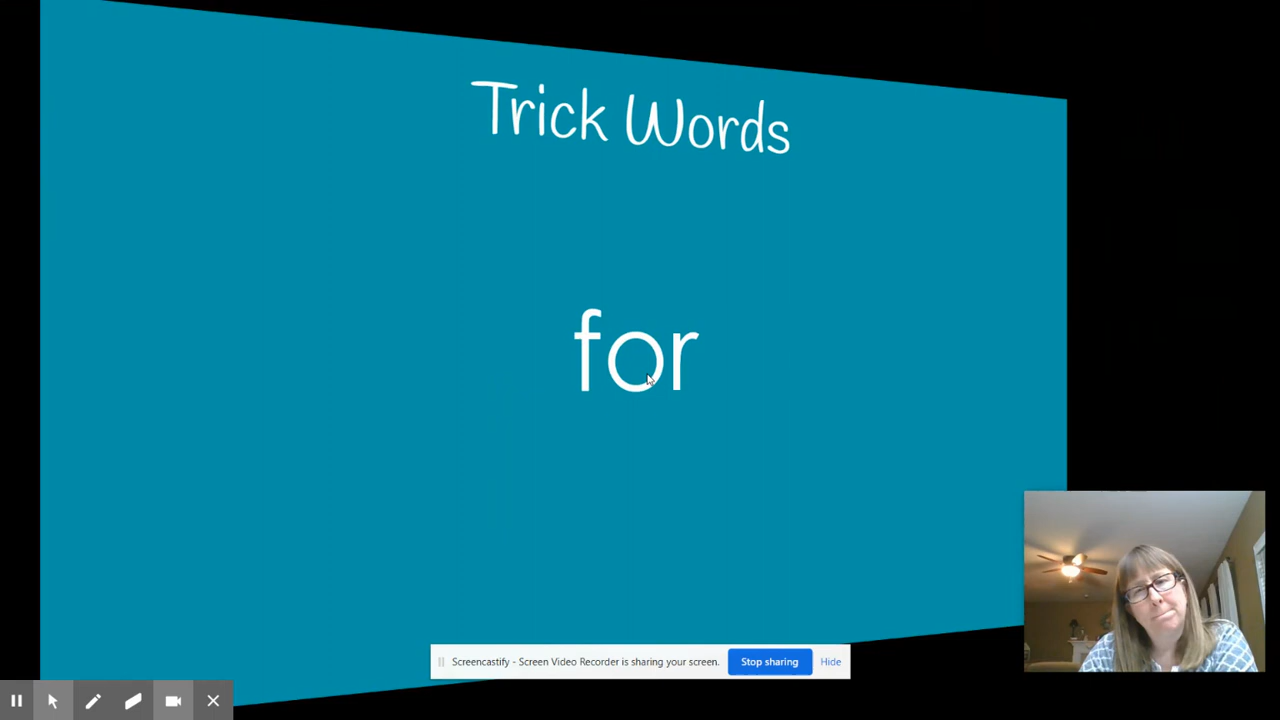 Trick Words
for
Screencastify - Screen Video Recorder is sharing your screen.
Stop sharing
Hide